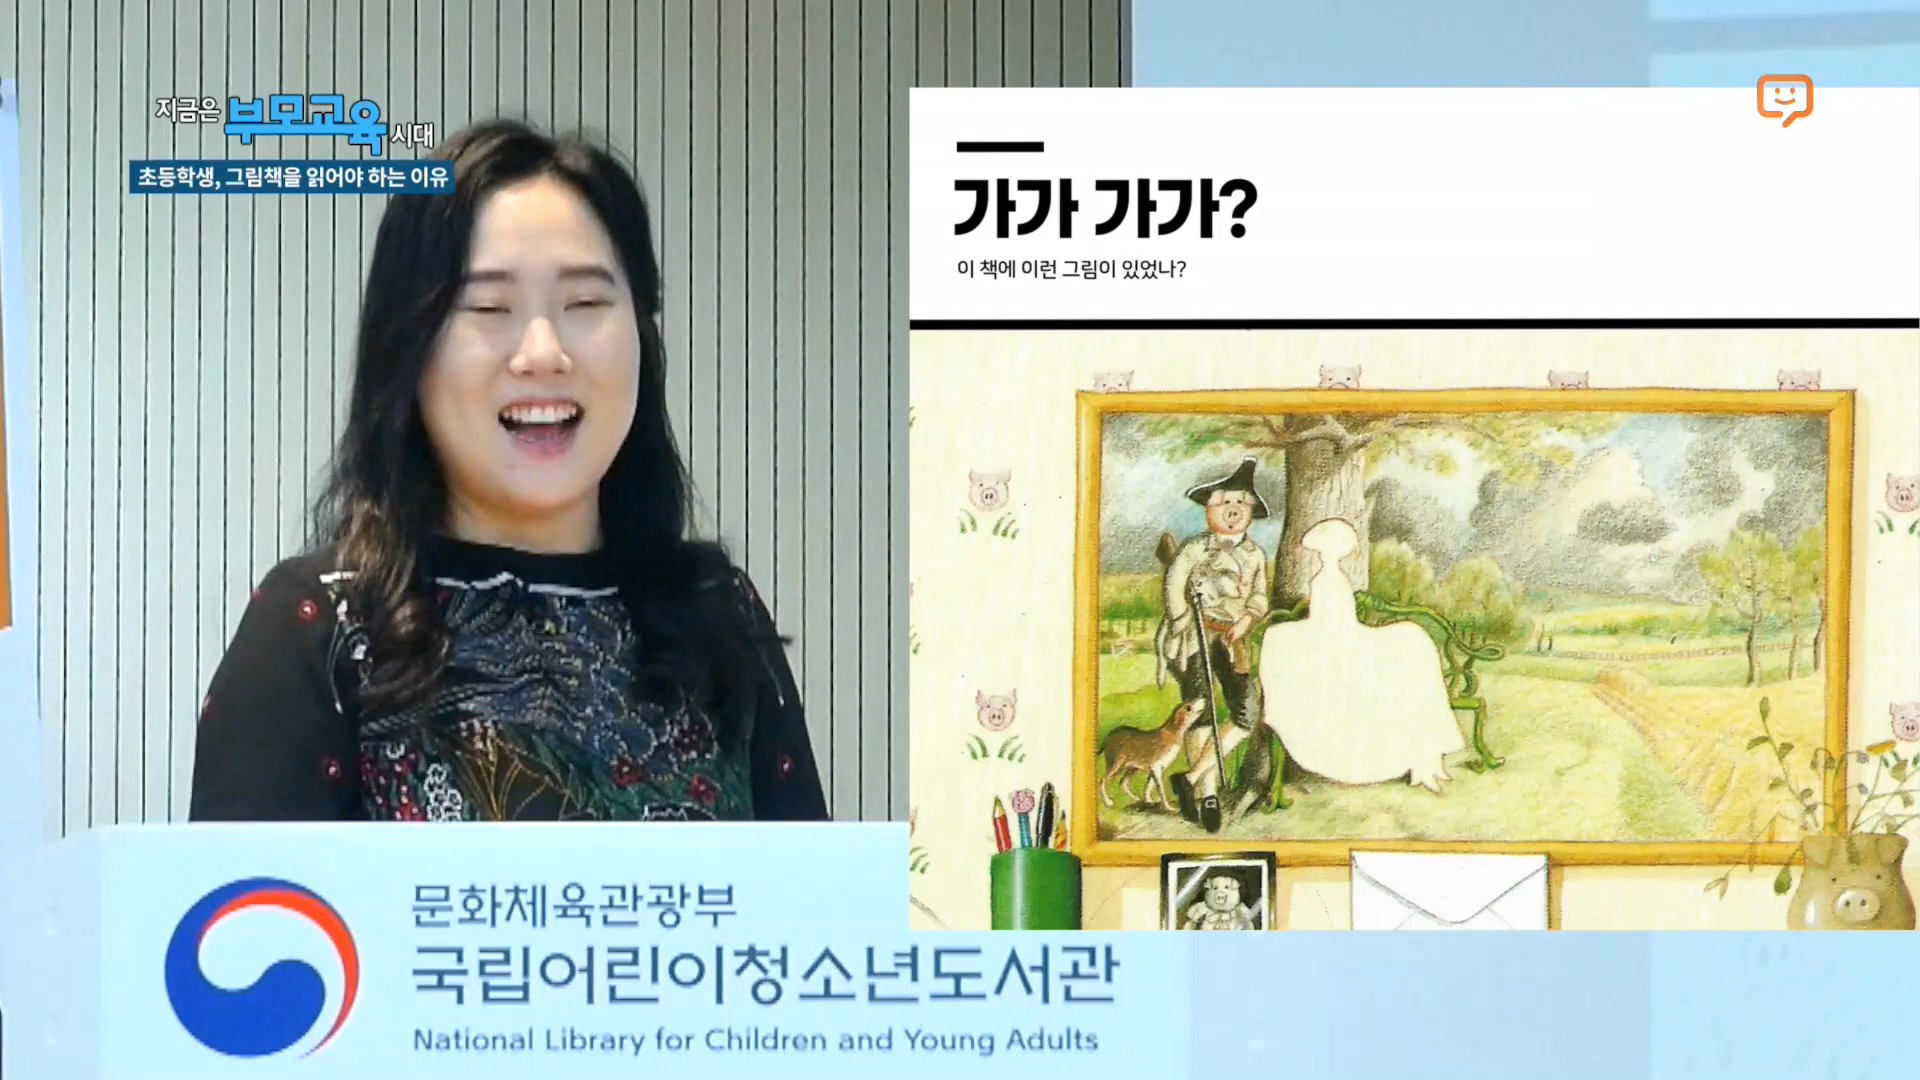 지금은 부모교육 시대
초등학생, 그림책을 읽어야 하는 이유
가가 가가?
이 책에 이런 그림이 있었나?
문화체육관광부
국립어린이청소년도서관
National Library for Children and Young Adults